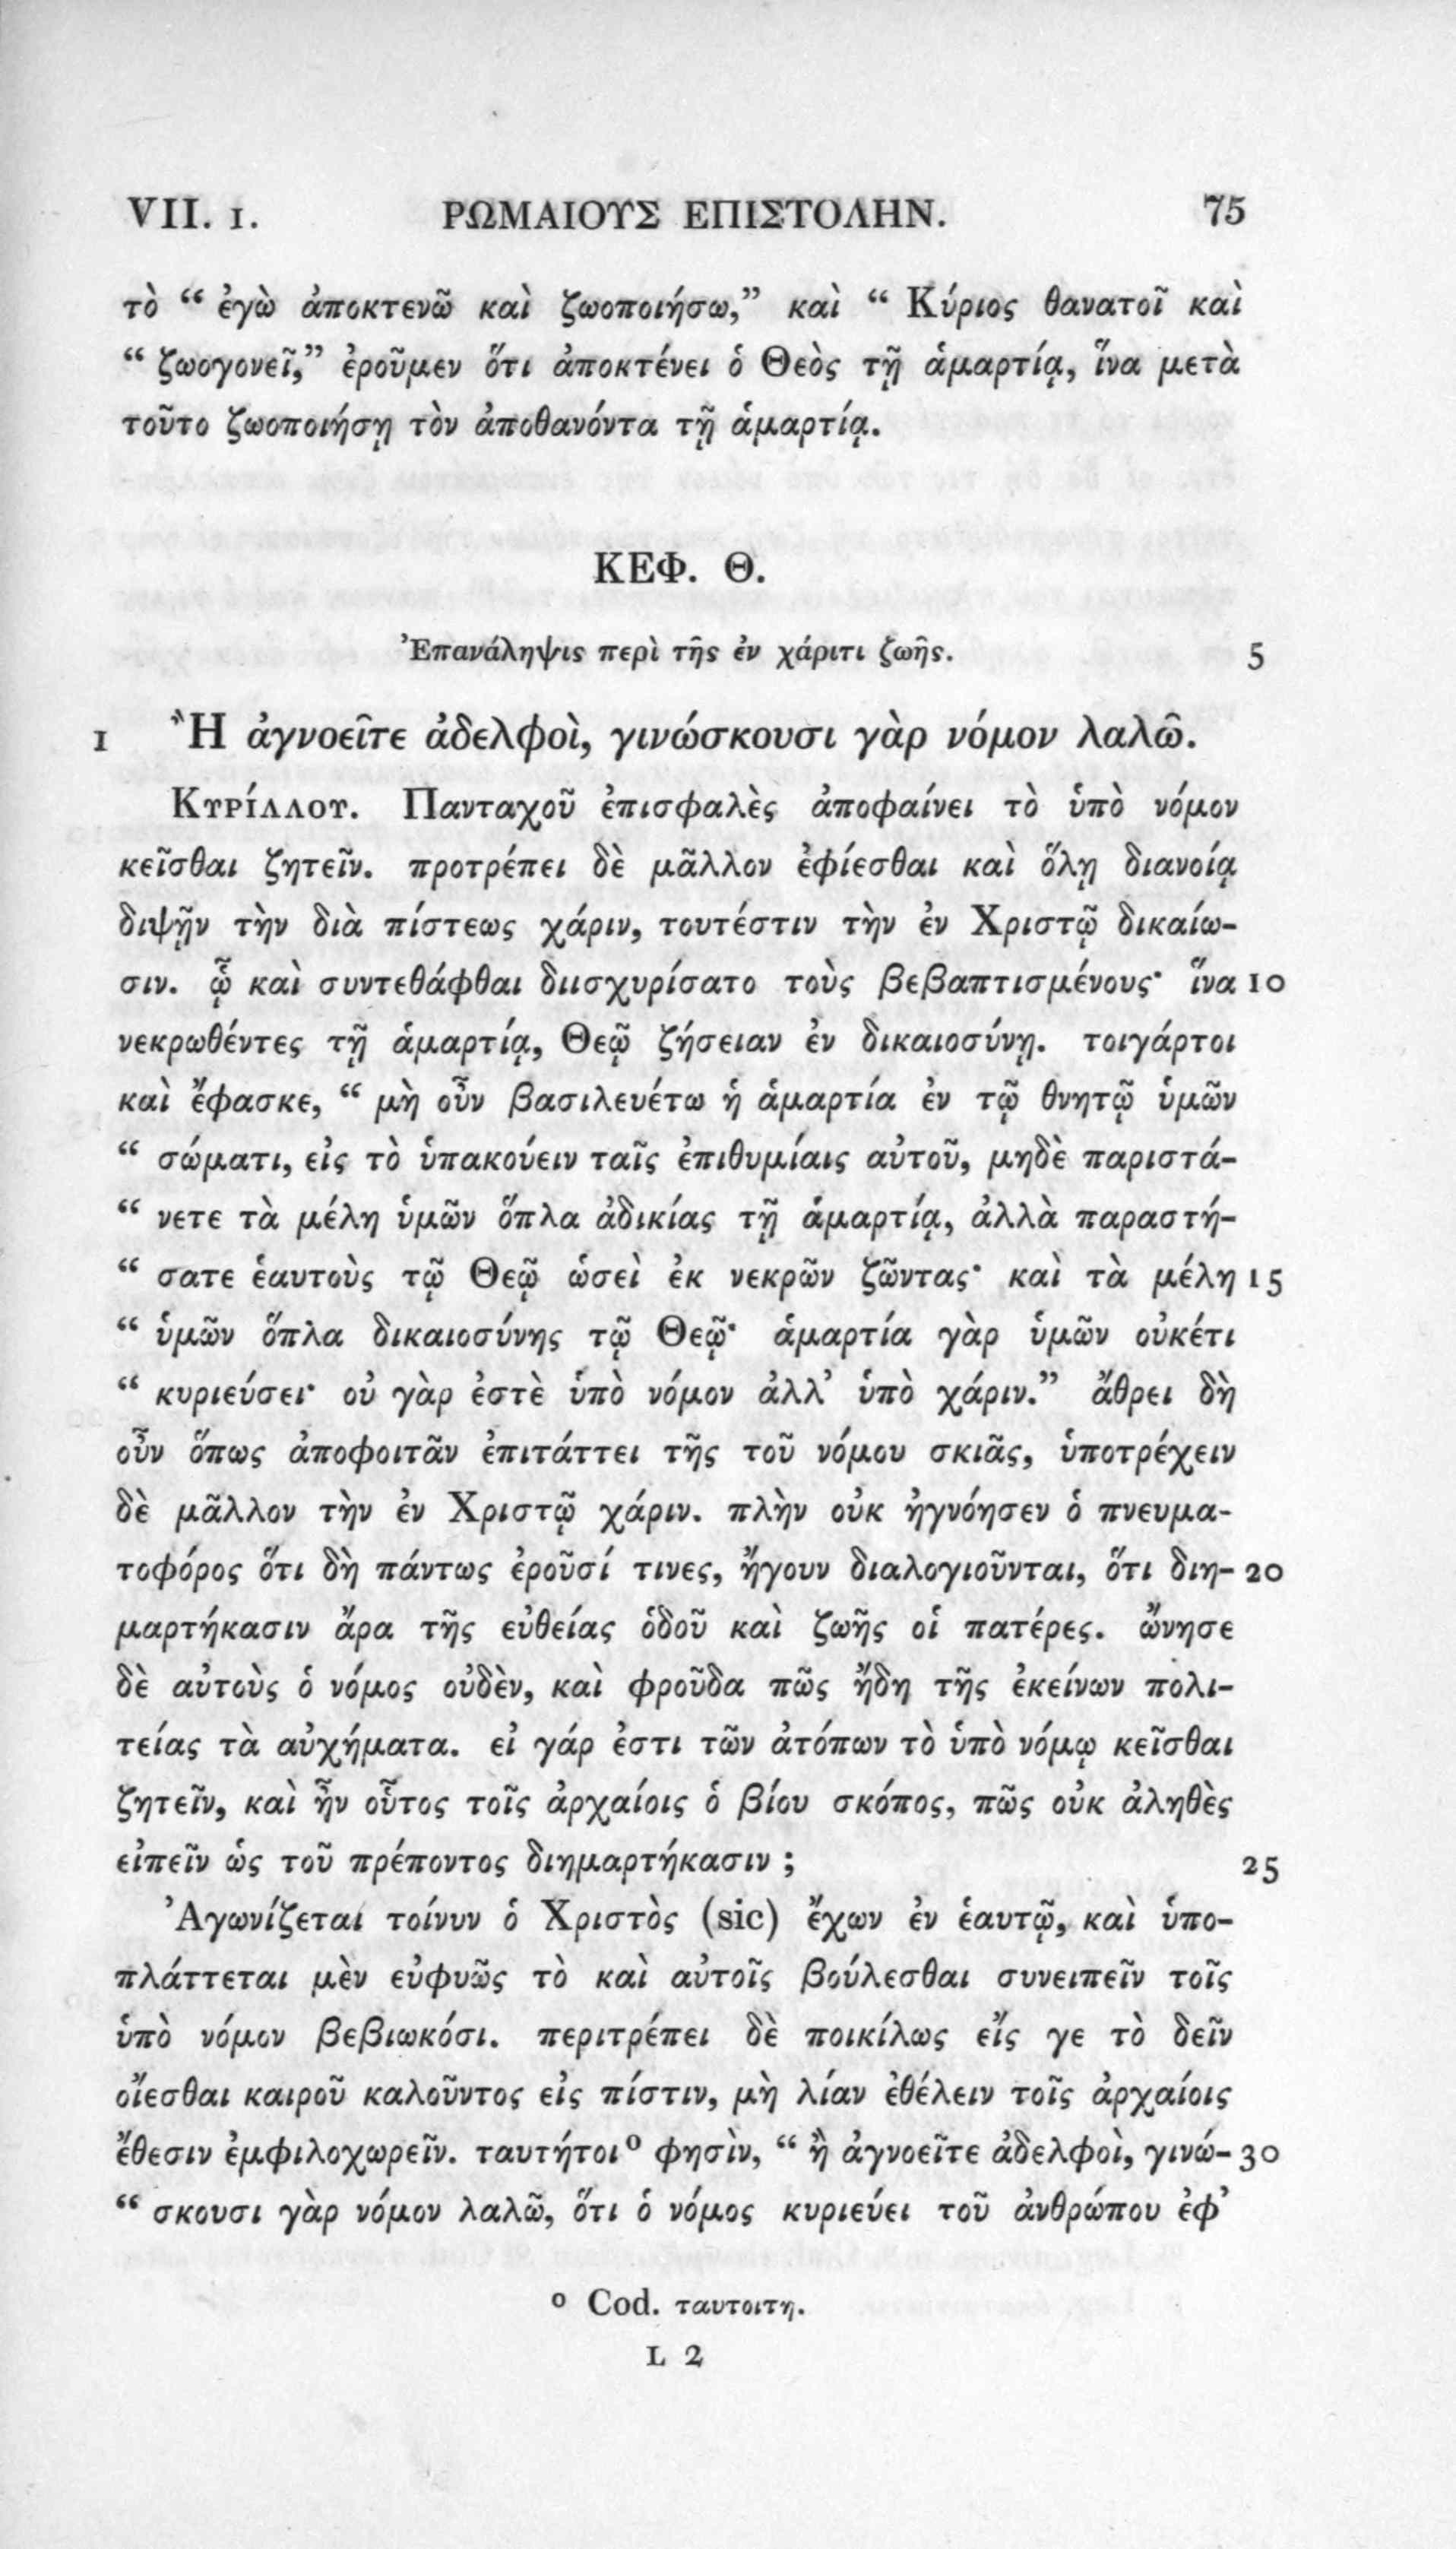 VII. 1. ΡΩΜΑΙΟΥΣ ΕΠΙΣΤΟΛΗΝ. 75
τὸ “ ἐγὼ ἀποκτενῶ καὶ ζωοποιήσω,” καὶ “ Κύριος θανατοῖ καὶ
“ ζωογονεῖ,” ἐροῦμεν ὅτι ἀποκτένει ὁ Θεὸς τῇ ἁμαρτίᾳ, ἵνα μετὰ
τοῦτο ζωοποιήσῃ τὸν ἀποθανόντα τῇ ἁμαρτίᾳ.
ΚΕΦ. Θ.
Ἐπανάληψις περὶ τῆς ἐν χάριτι ζωῆς. 5
1 Ἢ ἀγνοεῖτε ἀδελφοὶ, γινώσκουσι γὰρ νόμον λαλῶ.
ΚΥΡΙ´ΛΛΟΥ. Πανταχοῦ ἐπισφαλὲς ἀποφαίνει τὸ ὑπὸ νόμον
κεῖσθαι ζητεῖν. προτρέπει δὲ μᾶλλον ἐφίεσθαι καὶ ὅλῃ διανοίᾳ
διψῇν τὴν διὰ πίστεως χάριν, τουτέστιν τὴν ἐν Χριστῷ δικαίω-
σιν. ᾧ καὶ συντεθάφθαι διισχυρίσατο τοὺς βεβαπτισμένους· ἵνα 10
νεκρωθέντες τῇ ἁμαρτίᾳ, Θεῷ ζήσειαν ἐν δικαιοσύνῃ. τοιγάρτοι
καὶ ἔφασκε, “ μὴ οὖν βασιλευέτω ἡ ἁμαρτία ἐν τῷ θνητῷ ὑμῶν
“ σώματι, εἰς τὸ ὑπακούειν ταῖς ἐπιθυμίαις αὐτοῦ, μηδὲ παριστά-
“ νετε τὰ μέλη ὑμῶν ὅπλα ἀδικίας τῇ ἁμαρτίᾳ, ἀλλὰ παραστή-
“ σατε ἑαυτοὺς τῷ Θεῷ ὡσεὶ ἐκ νεκρῶν ζῶντας· καὶ τὰ μέλη 15
“ ὑμῶν ὅπλα δικαιοσύνης τῷ Θεῷ· ἁμαρτία γὰρ ὑμῶν οὐκέτι
“ κυριεύσει· οὐ γὰρ ἐστὲ ὑπὸ νόμον ἀλλ’ ὑπὸ χάριν.” ἄθρει δὴ
οὖν ὅπως ἀποφοιτᾶν ἐπιτάττει τῆς τοῦ νόμου σκιᾶς, ὑποτρέχειν
δὲ μᾶλλον τὴν ἐν Χριστῷ χάριν. πλὴν οὐκ ἠγνόησεν ὁ πνευμα-
τοφόρος ὅτι δὴ πάντως ἐροῦσί τινες, ἤγουν διαλογιοῦνται, ὅτι διη- 20
μαρτήκασιν ἄρα τῆς εὐθείας ὁδοῦ καὶ ζωῆς οἱ πατέρες. ὤνησε
δὲ αὐτοὺς ὁ νόμος οὐδὲν, καὶ φροῦδα πῶς ἤδη τῆς ἐκείνων πολι-
τείας τὰ αὐχήματα. εἰ γάρ ἐστι τῶν ἀτόπων τὸ ὑπὸ νόμῳ κεῖσθαι
ζητεῖν, καὶ ἦν οὗτος τοῖς ἀρχαίοις ὁ βίου σκόπος, πῶς οὐκ ἀληθὲς
εἰπεῖν ὡς τοῦ πρέποντος διημαρτήκασιν ; 25
Ἀγωνίζεται τοίνυν ὁ Χριστὸς (sic) ἔχων ἐν ἑαυτῷ, καὶ ὑπο-
πλάττεται μὲν εὐφυῶς τὸ καὶ αὐτοῖς βούλεσθαι συνειπεῖν τοῖς
ὑπὸ νόμον βεβιωκόσι. περιτρέπει δὲ ποικίλως εἴς γε τὸ δεῖν
οἴεσθαι καιροῦ καλοῦντος εἰς πίστιν, μὴ λίαν ἐθέλειν τοῖς ἀρχαίοις
ἔθεσιν ἐμφιλοχωρεῖν. ταυτήτοι ᵒ φησὶν, “ ἢ ἀγνοεῖτε ἀδελφοὶ, γινώ- 30
“ σκουσι γὰρ νόμον λαλῶ, ὅτι ὁ νόμος κυριεύει τοῦ ἀνθρώπου ἐφ’
ᵒ Cod. ταυτοιτη.
L 2